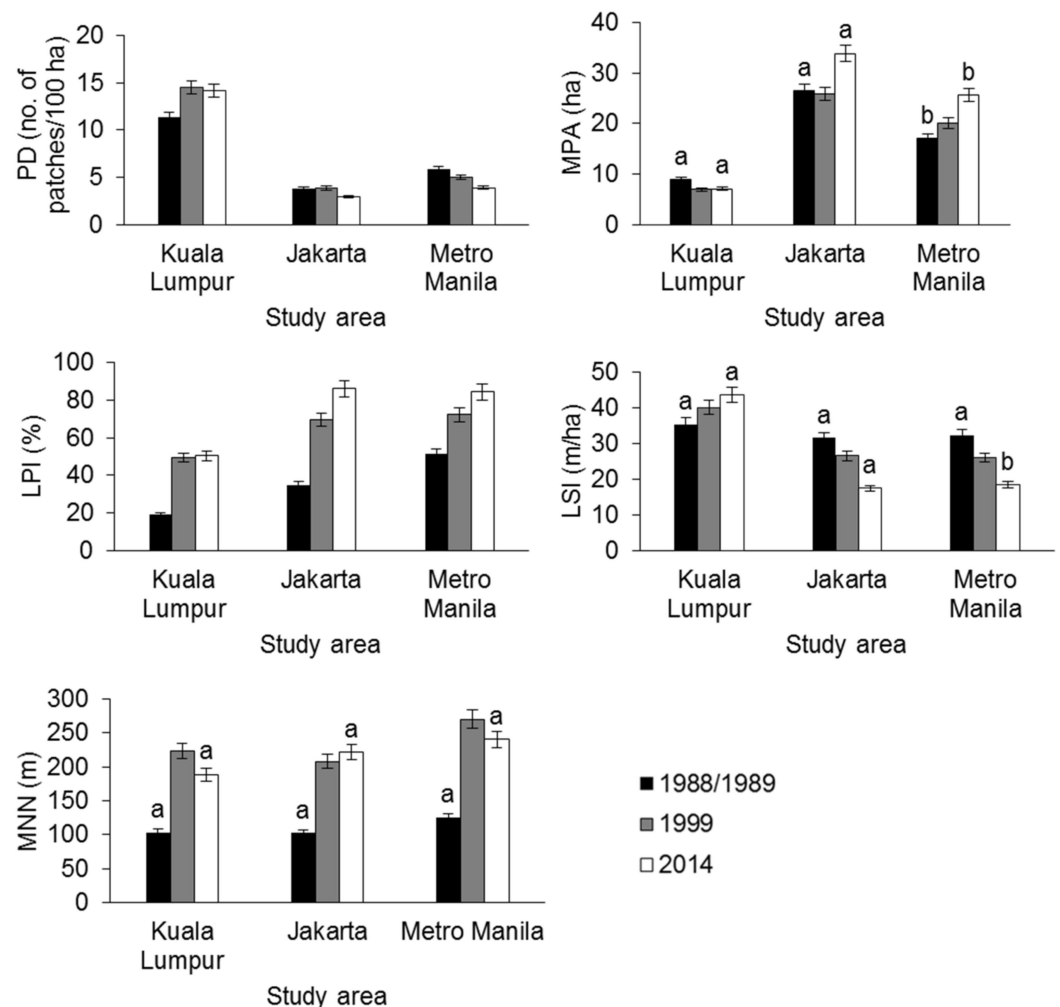 PD (no. of
patches/100 ha)
20
15
10
5
0
Kuala
Lumpur
Jakarta
Metro
Manila
Study area
MPA (ha)
40
30
20
10
0
a
a
a
a
b
b
Kuala
Lumpur
Jakarta
Metro
Manila
Study area
LPI (%)
100
80
60
40
20
0
Kuala
Lumpur
Jakarta
Metro
Manila
Study area
LSI (m/ha)
50
40
30
20
10
0
a
a
a
a
a
b
Kuala
Lumpur
Jakarta
Metro
Manila
Study area
MNN (m)
300
250
200
150
100
50
0
a
a
a
a
a
a
Kuala
Lumpur
Jakarta
Metro Manila
Study area
1988/1989
1999
2014